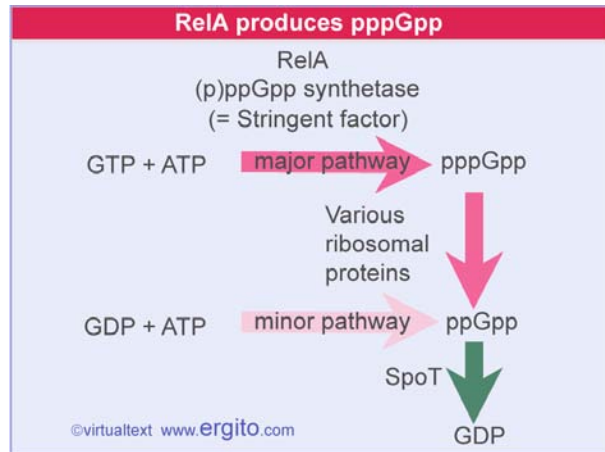 RelA produces pppGpp
RelA
(p)ppGpp synthetase
(= Stringent factor)
GTP + ATP major pathway pppGpp
Various
ribosomal
proteins
GDP + ATP minor pathway ppGpp
SpoT
©virtualtext www.ergito.com
GDP